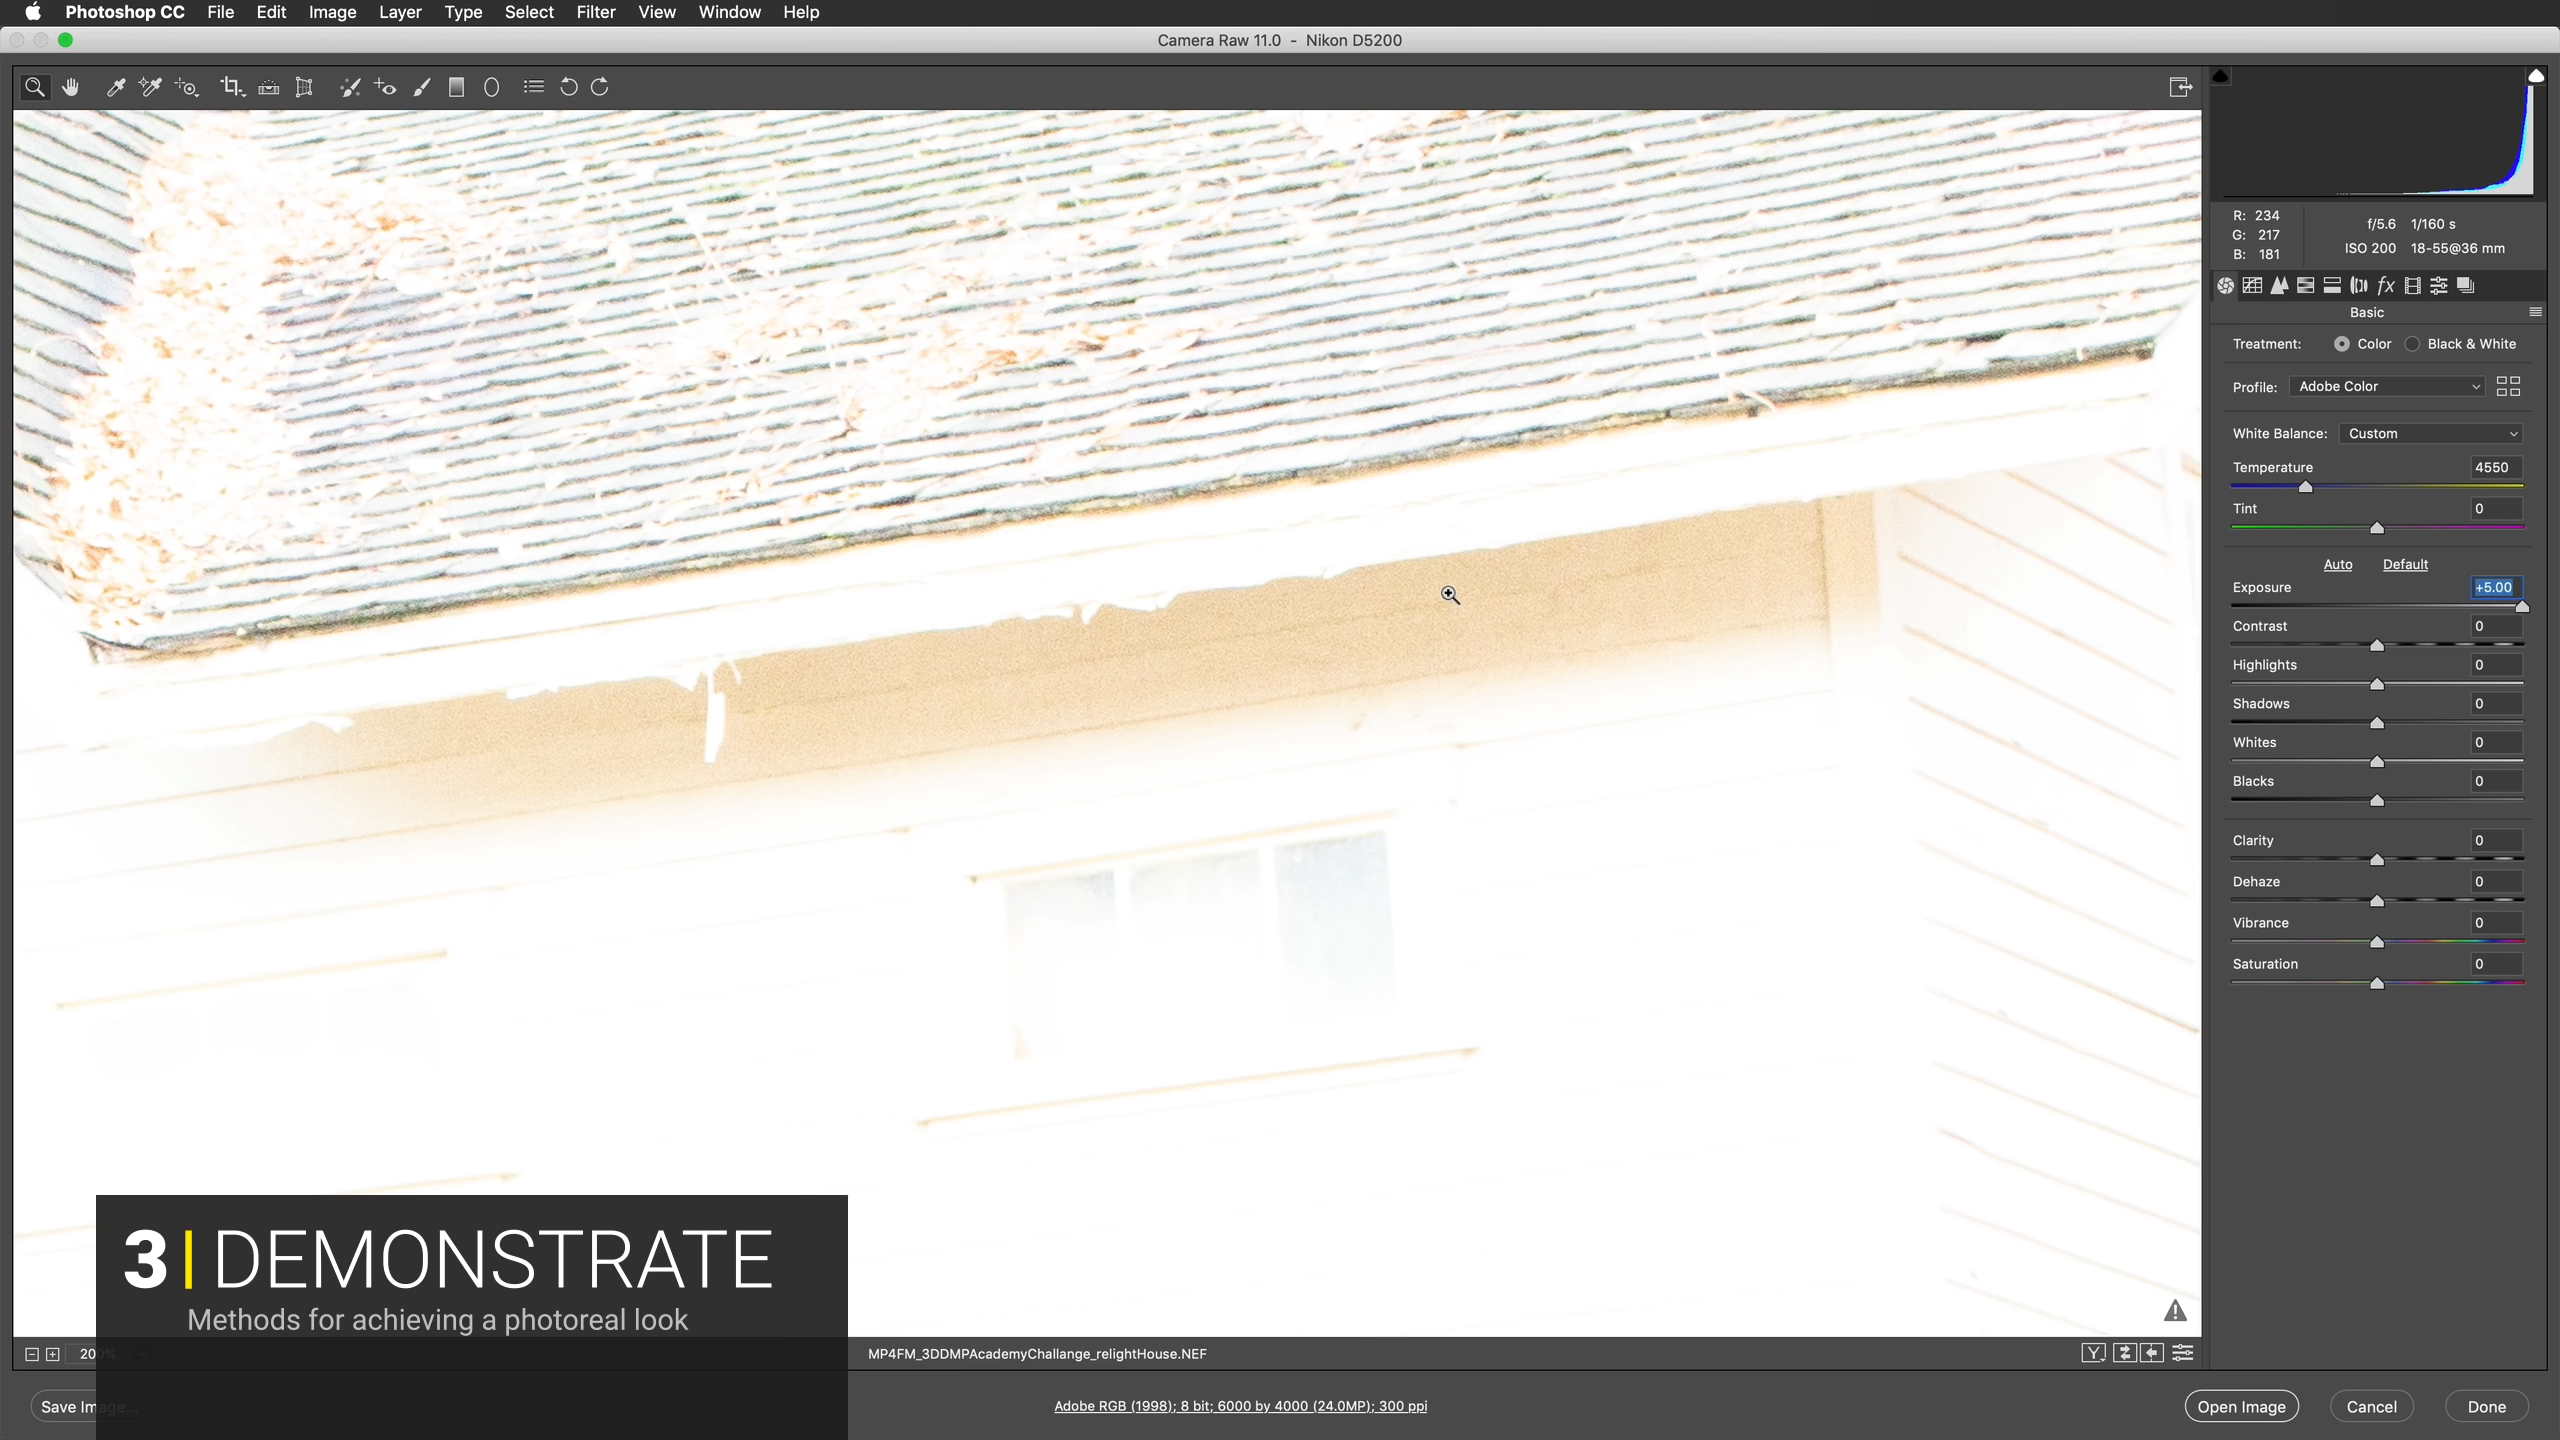 Photoshop CC File Edit Image Layer Type Select Filter View Window Help
Camera Raw 11.0 - Nikon D5200
R: 234
G: 217
B: 181
f/5.6 1/160 s
ISO 200 18-55@36 mm
fx
Basic
Treatment: Color Black & White
Profile: Adobe Color
White Balance: Custom
Temperature 4550
Tint 0
Auto Default
Exposure +5.00
Contrast 0
Highlights 0
Shadows 0
Whites 0
Blacks 0
Clarity 0
Dehaze 0
Vibrance 0
Saturation 0
3 DEMONSTRATE
Methods for achieving a photoreal look
200%
MP4FM_3DDMPAcademyChallange_relightHouse.NEF
Y
Save Image...
Adobe RGB (1998); 8 bit; 6000 by 4000 (24.0MP); 300 ppi
Open Image Cancel Done